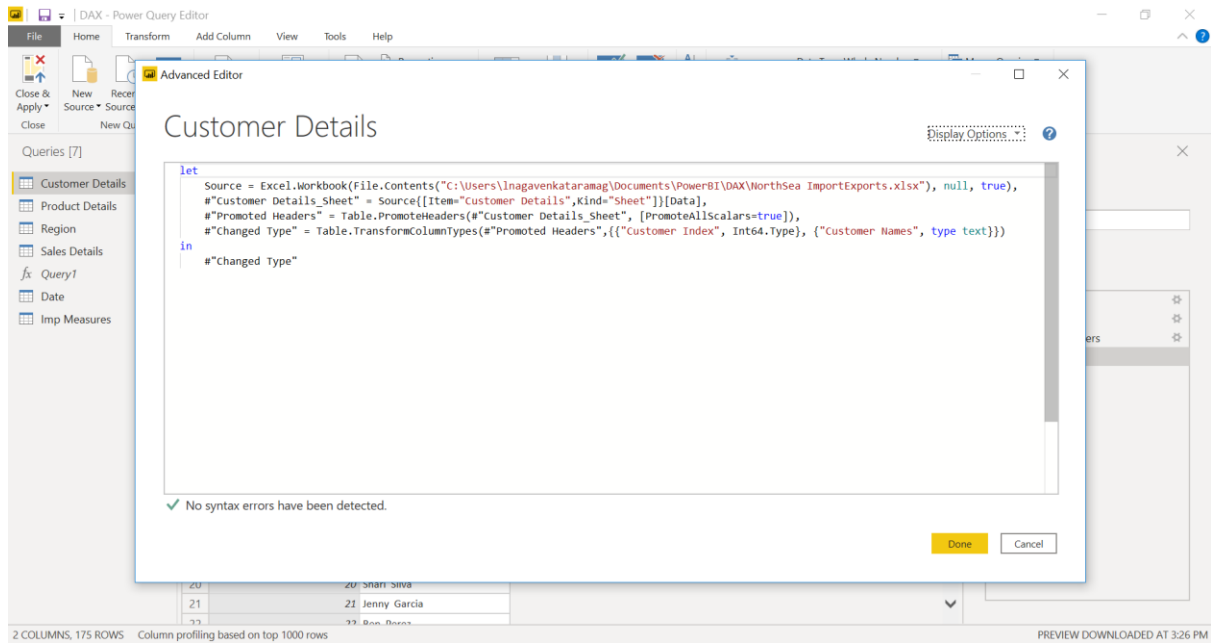 DAX - Power Query Editor
File Home Transform Add Column View Tools Help
Close & Apply
New Source
Close
Advanced Editor
Customer Details
Display Options
Queries [7]
Customer Details
Product Details
Region
Sales Details
fx Query1
Date
Imp Measures
let
Source = Excel.Workbook(File.Contents("C:\Users\lnagavenkataramag\Documents\PowerBI\DAX\NorthSea ImportExports.xlsx"), null, true),
#"Customer Details_Sheet" = Source{[Item="Customer Details",Kind="Sheet"]}[Data],
#"Promoted Headers" = Table.PromoteHeaders(#"Customer Details_Sheet", [PromoteAllScalars=true]),
#"Changed Type" = Table.TransformColumnTypes(#"Promoted Headers",{{"Customer Index", Int64.Type}, {"Customer Names", type text}})
in
#"Changed Type"
No syntax errors have been detected.
Done Cancel
20 20 Shari Silva
21 21 Jenny Garcia
2 COLUMNS, 175 ROWS Column profiling based on top 1000 rows
PREVIEW DOWNLOADED AT 3:26 PM